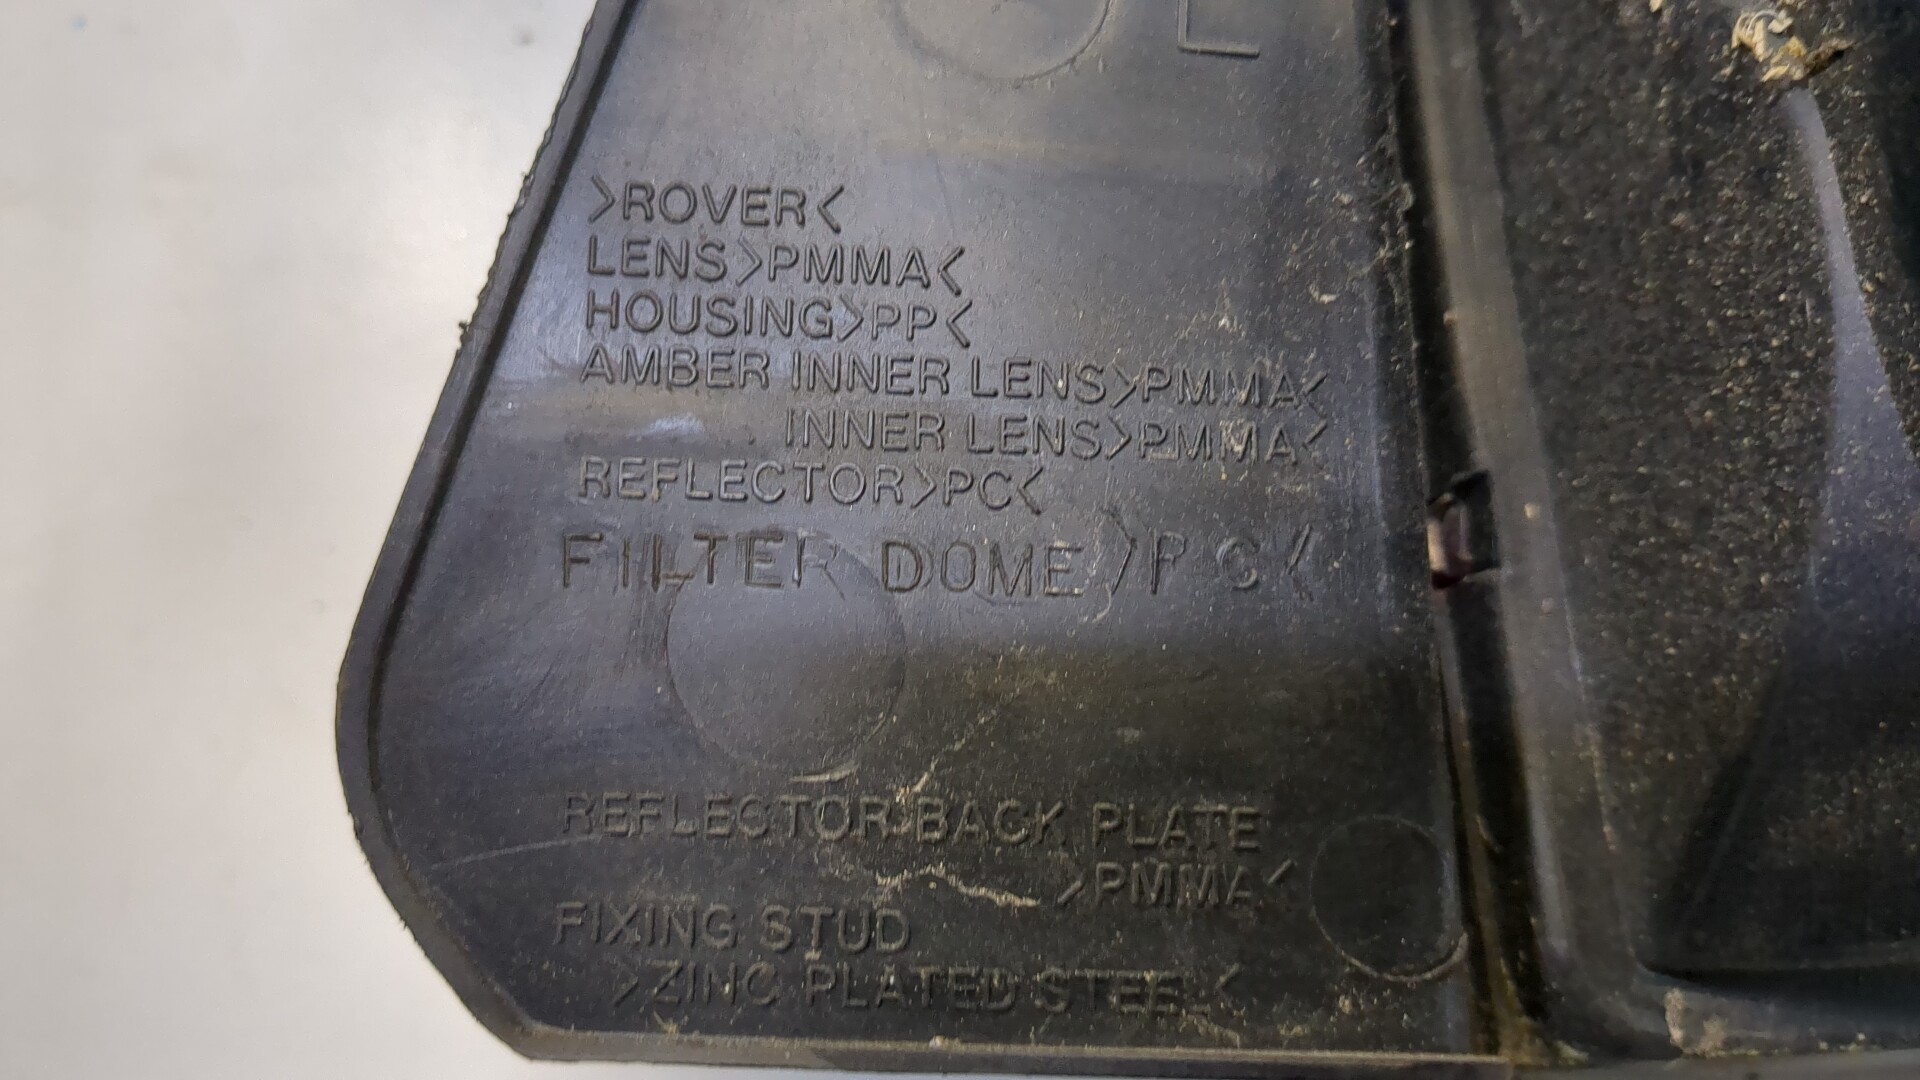 L
>ROVER<
LENS>PMMA<
HOUSING>PP<
AMBER INNER LENS>PMMA<
INNER LENS>PMMA<
REFLECTOR>PC<
FILTER DOME >PC<
REFLECTOR BACK PLATE
>PMMA<
FIXING STUD
>ZINC PLATED STEEL<